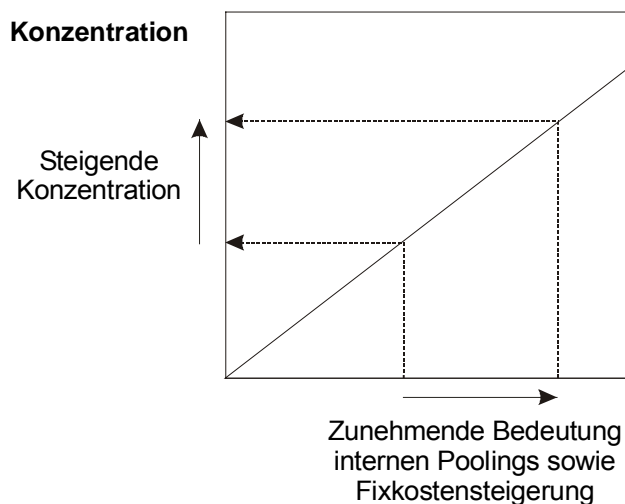 Konzentration
Steigende
Konzentration
Zunehmende Bedeutung
internen Poolings sowie
Fixkostensteigerung